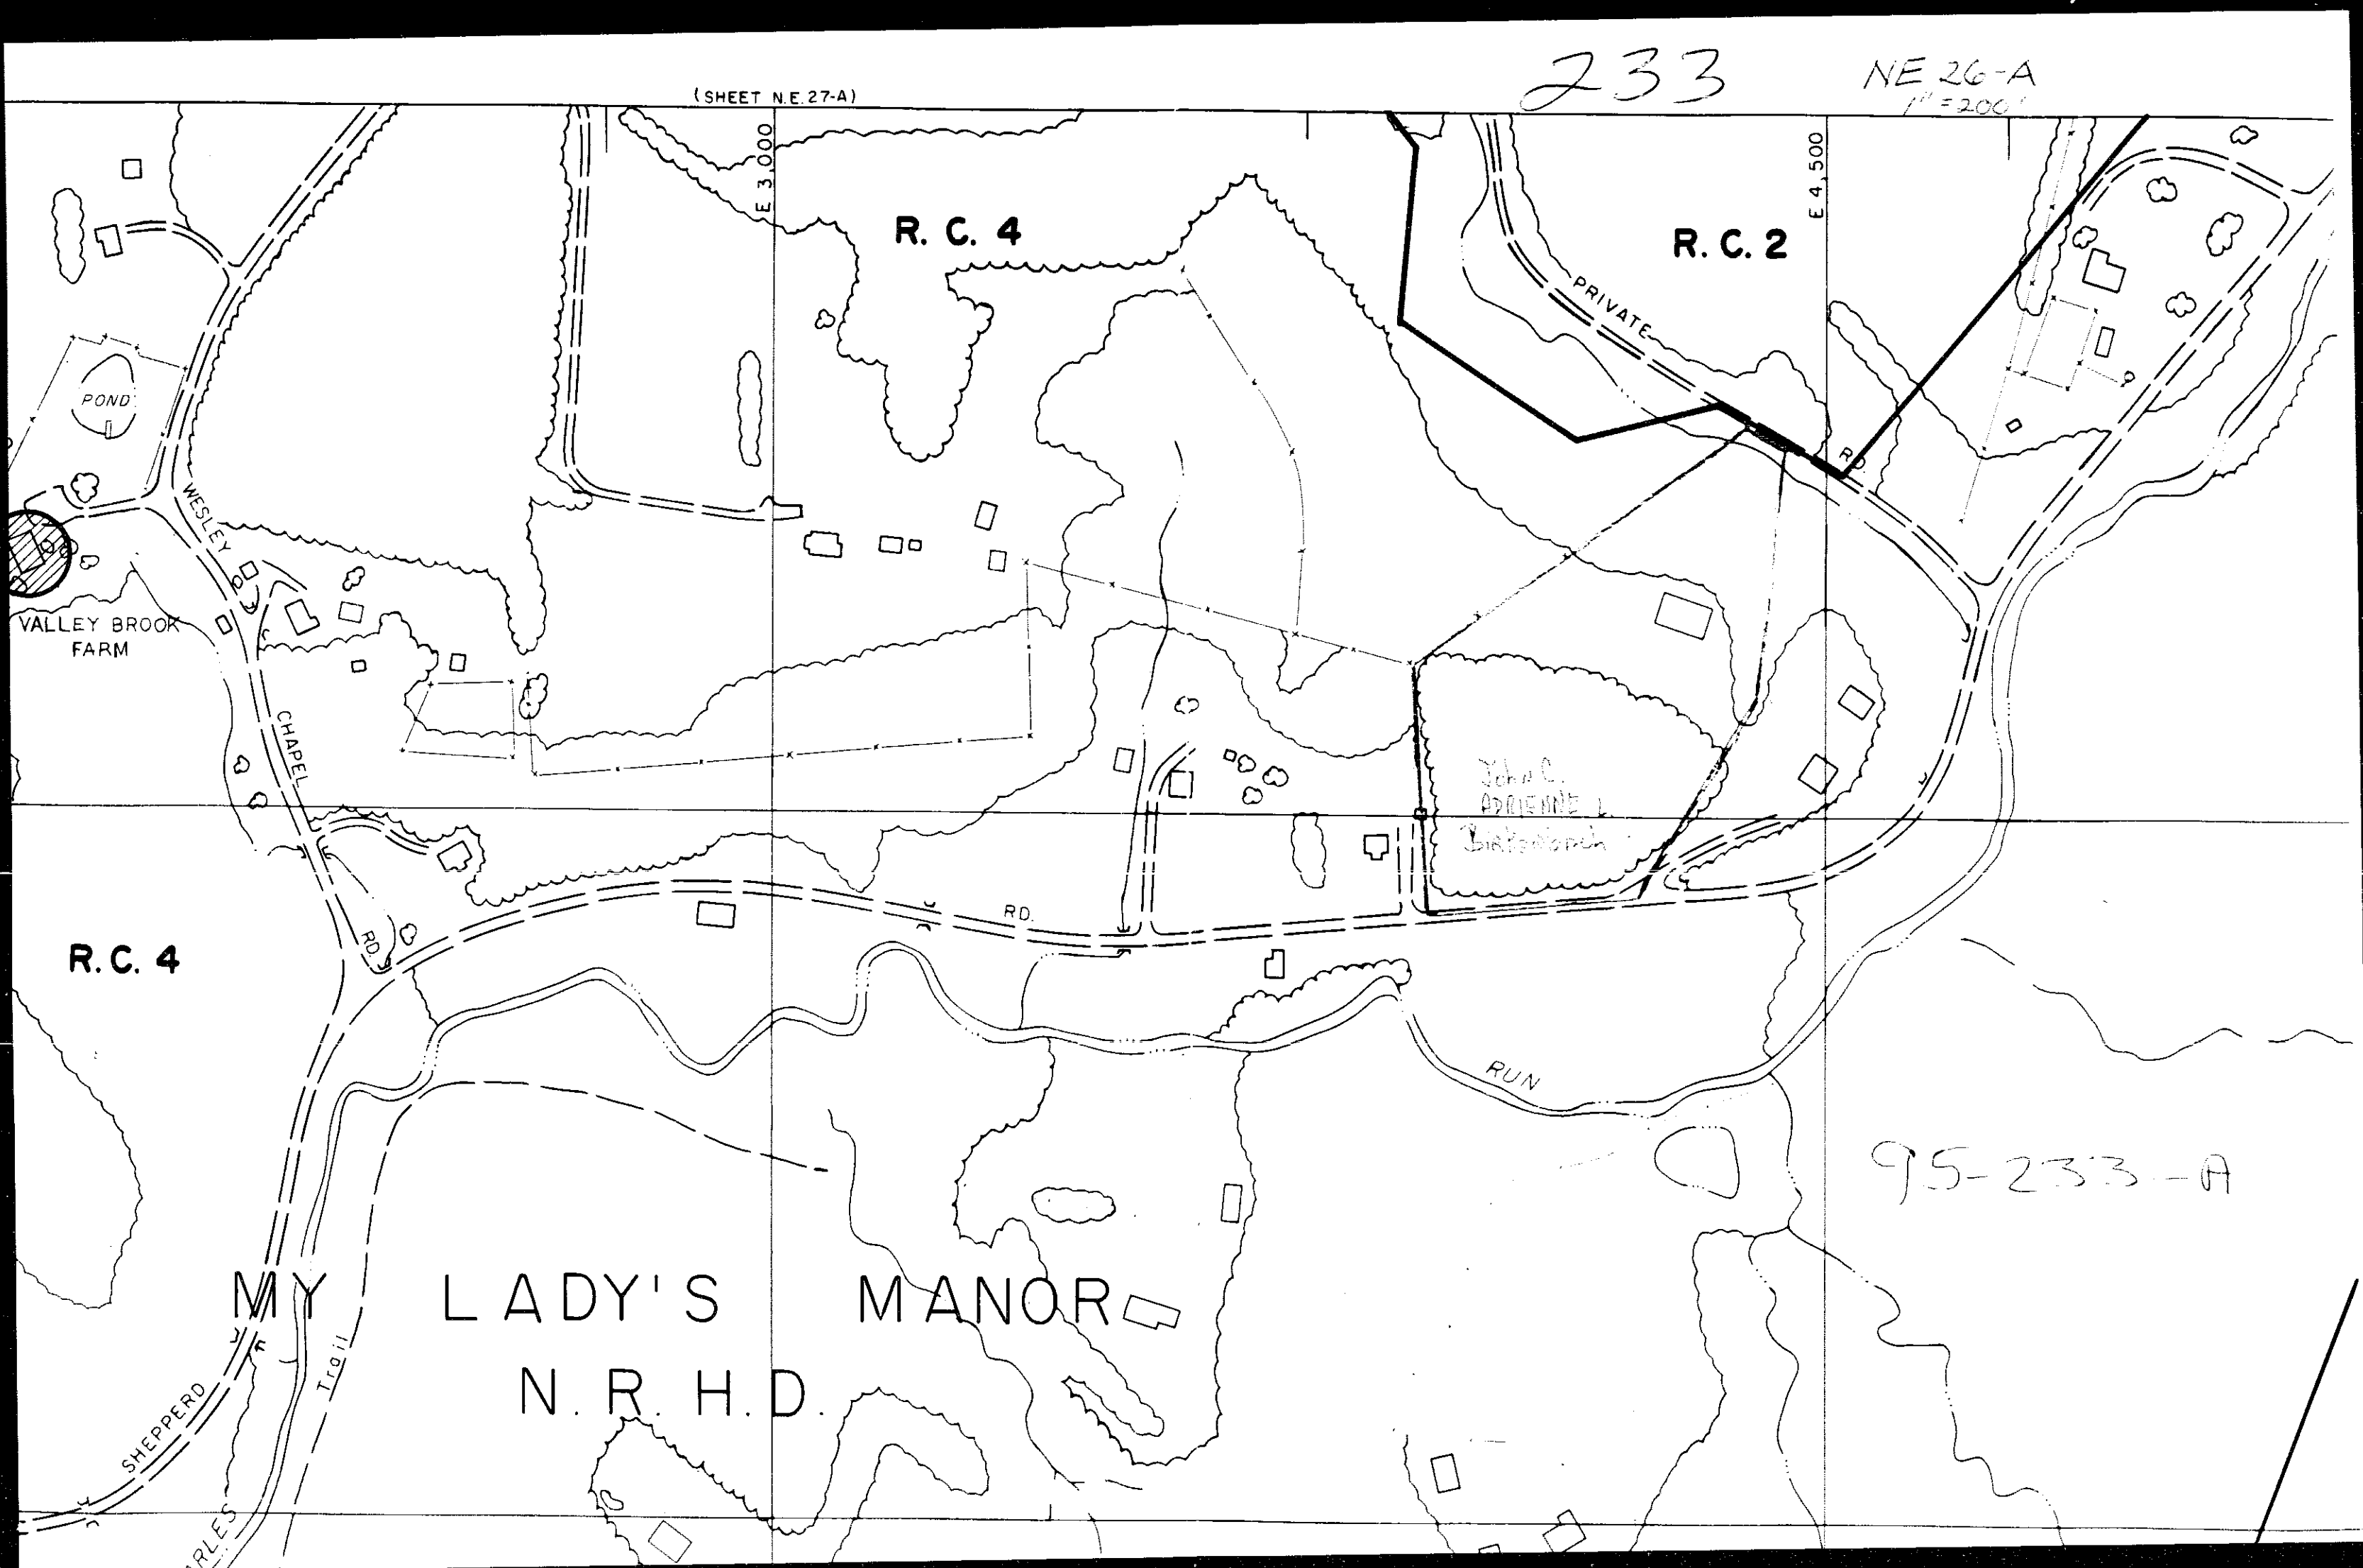 233
NE 26-A
1" = 200'
(SHEET N.E. 27-A)
E 3,000
E 4,500
R. C. 4
R. C. 2
PRIVATE
RD.
POND
WESLEY
VALLEY BROOK
FARM
CHAPEL
RD.
John C.
ADRIENNE L.
RD.
R. C. 4
RUN
95-233-A
MY LADY'S MANOR
N. R. H. D.
Trail
SHEPPERD
ARLES